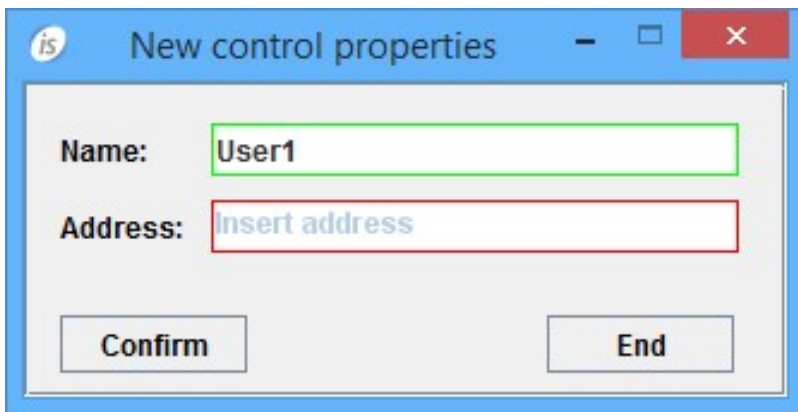 is New control properties
Name: User1
Address: Insert address
Confirm End